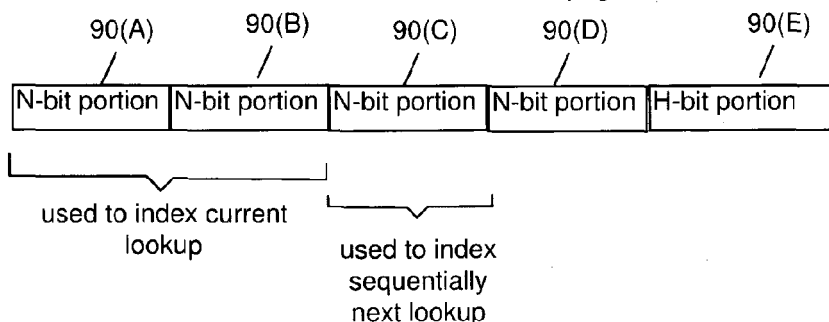 90(A) 90(B) 90(C) 90(D) 90(E)
N-bit portion N-bit portion N-bit portion N-bit portion H-bit portion
used to index current
lookup
used to index
sequentially
next lookup